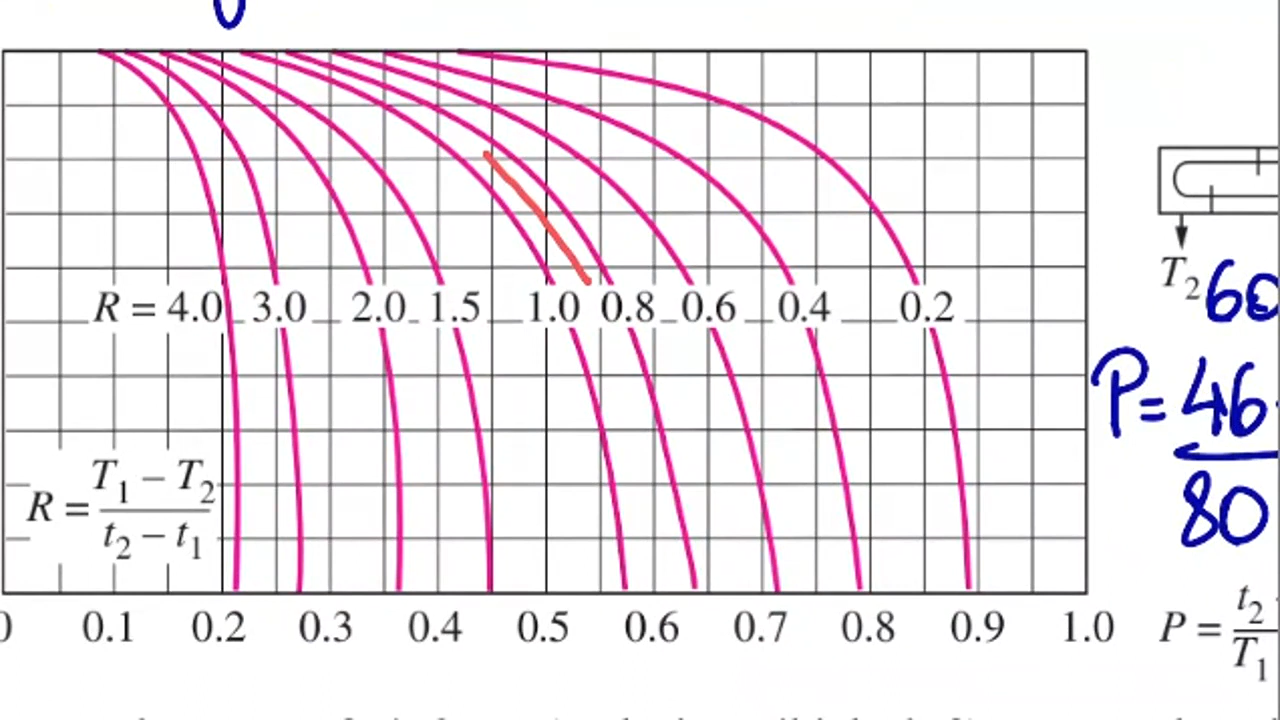 R = 4.0 3.0 2.0 1.5 1.0 0.8 0.6 0.4 0.2
T₂ 60
P = 46
80
R = (T₁ − T₂) / (t₂ − t₁)
0 0.1 0.2 0.3 0.4 0.5 0.6 0.7 0.8 0.9 1.0
P = t₂ / T₁